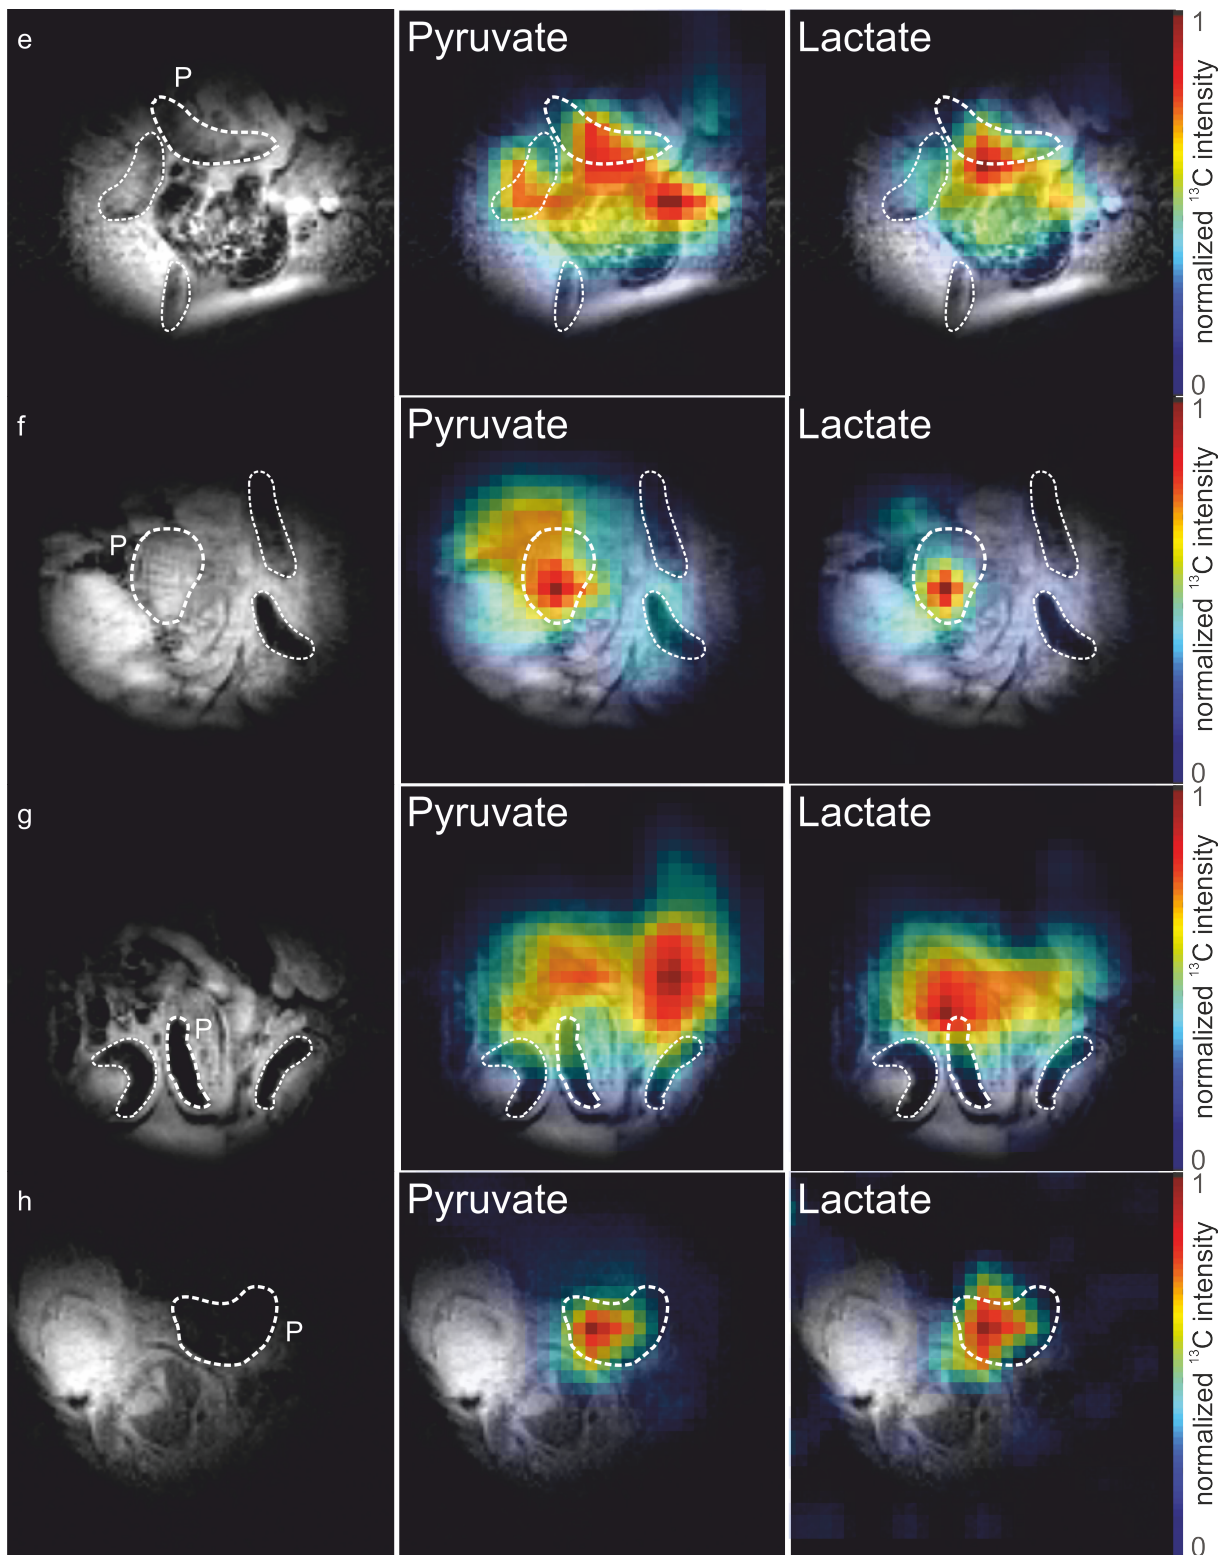 e
P
Pyruvate
Lactate
1
normalized ¹³C intensity
0
f
P
Pyruvate
Lactate
1
normalized ¹³C intensity
0
g
P
Pyruvate
Lactate
1
normalized ¹³C intensity
0
h
P
Pyruvate
Lactate
1
normalized ¹³C intensity
0